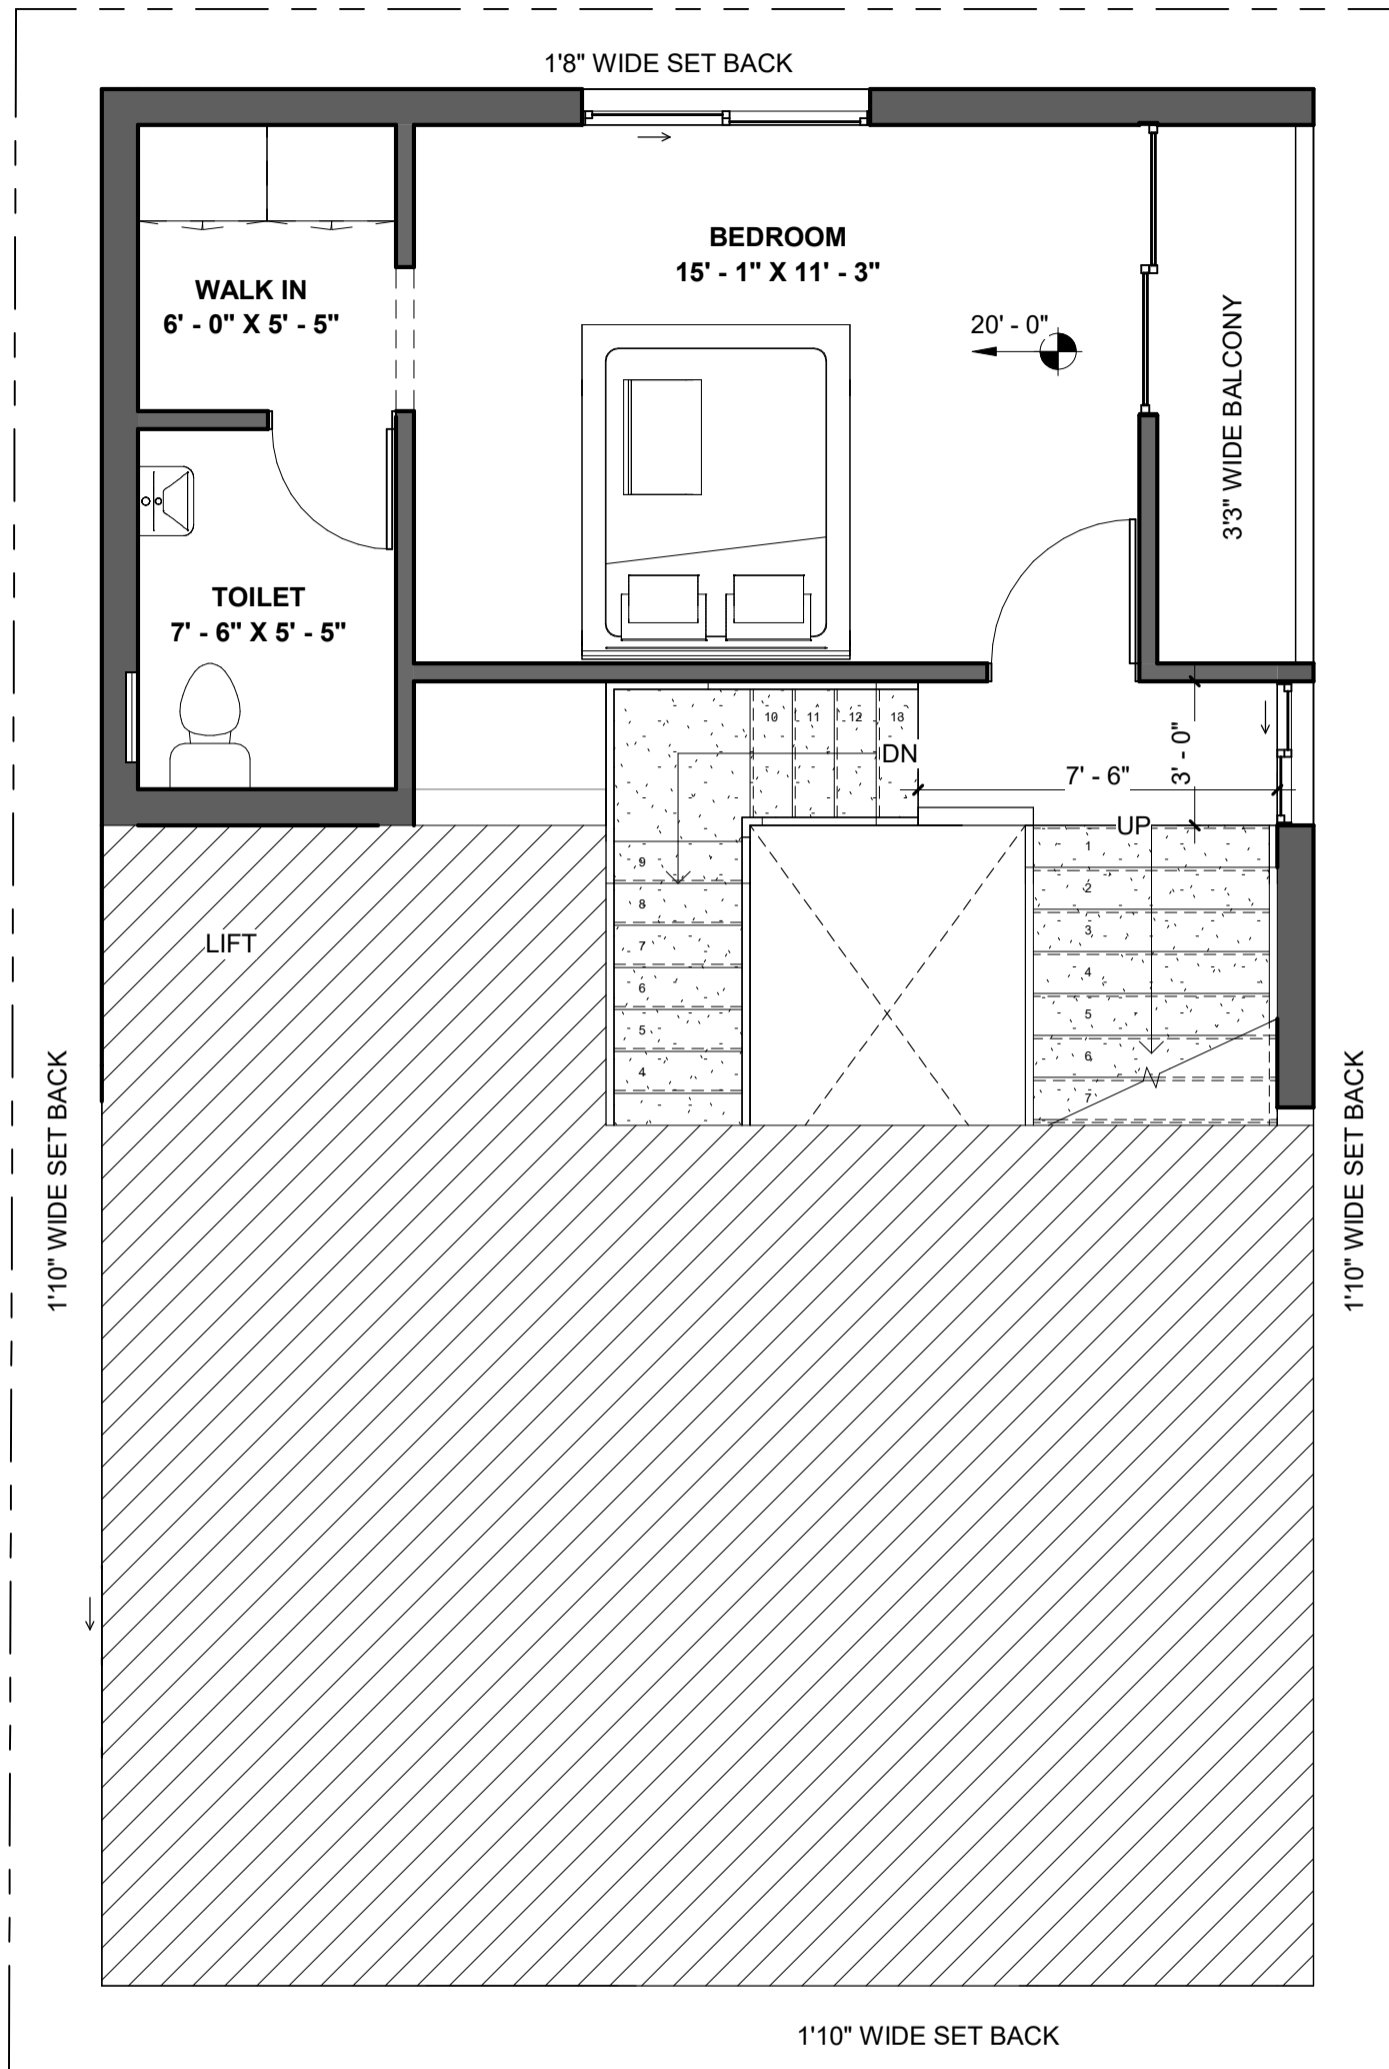 1'8" WIDE SET BACK
BEDROOM
15' - 1" X 11' - 3"
WALK IN
6' - 0" X 5' - 5"
20' - 0"
3'3" WIDE BALCONY
TOILET
7' - 6" X 5' - 5"
10 11 12 13
DN
7' - 6"
3' - 0"
UP
9
8
7
6
5
4
1
2
3
4
5
6
7
LIFT
1'10" WIDE SET BACK
1'10" WIDE SET BACK
1'10" WIDE SET BACK